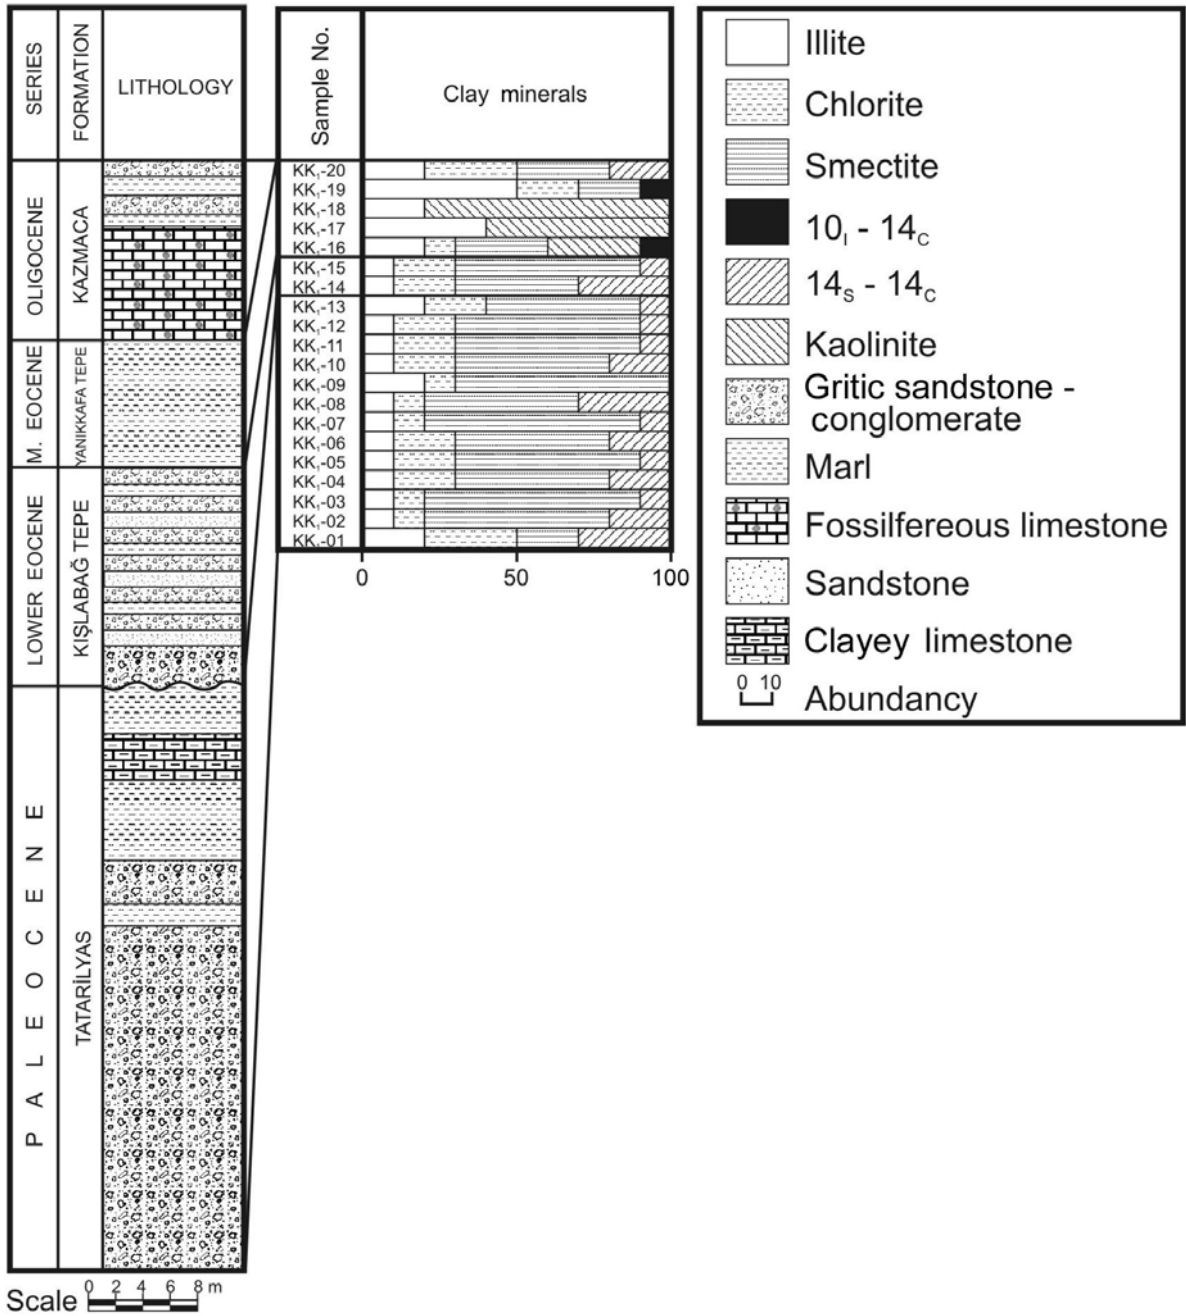 SERIES
FORMATION
LITHOLOGY
Sample No.
Clay minerals
OLIGOCENE
KAZMACA
M. EOCENE
YANIKKAFA TEPE
LOWER EOCENE
KIŞLABAĞ TEPE
PALEOCENE
TATARİLYAS
KK₁-20
KK₁-19
KK₁-18
KK₁-17
KK₁-16
KK₁-15
KK₁-14
KK₁-13
KK₁-12
KK₁-11
KK₁-10
KK₁-09
KK₁-08
KK₁-07
KK₁-06
KK₁-05
KK₁-04
KK₁-03
KK₁-02
KK₁-01
0 50 100
Illite
Chlorite
Smectite
10ᵢ - 14c
14s - 14c
Kaolinite
Gritic sandstone -
conglomerate
Marl
Fossilfereous limestone
Sandstone
Clayey limestone
0 10
Abundancy
Scale 0 2 4 6 8 m